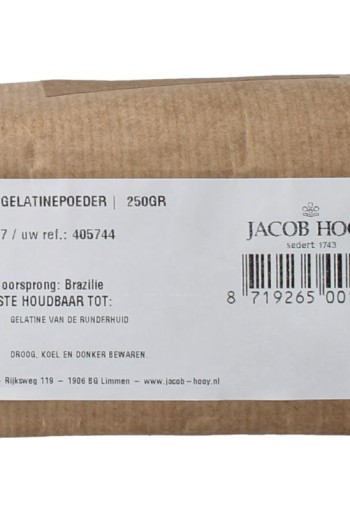 GELATINEPOEDER | 250GR
7 / uw ref.: 405744
JACOB HOO
sedert 1743
oorsprong: Brazilie
STE HOUDBAAR TOT:
8 719265 00
GELATINE VAN DE RUNDERHUID.
DROOG, KOEL EN DONKER BEWAREN.
- Rijksweg 119 - 1906 BG Limmen - www.jacob-hooy.nl